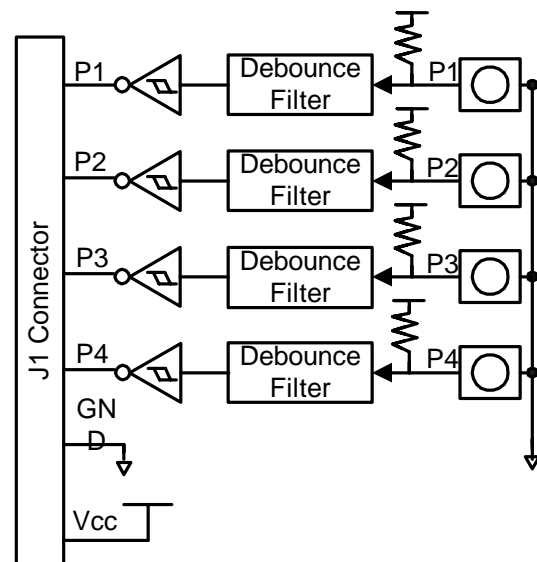 J1 Connector
P1
Debounce
Filter
P1
P2
Debounce
Filter
P2
P3
Debounce
Filter
P3
P4
Debounce
Filter
P4
GN
D
Vcc